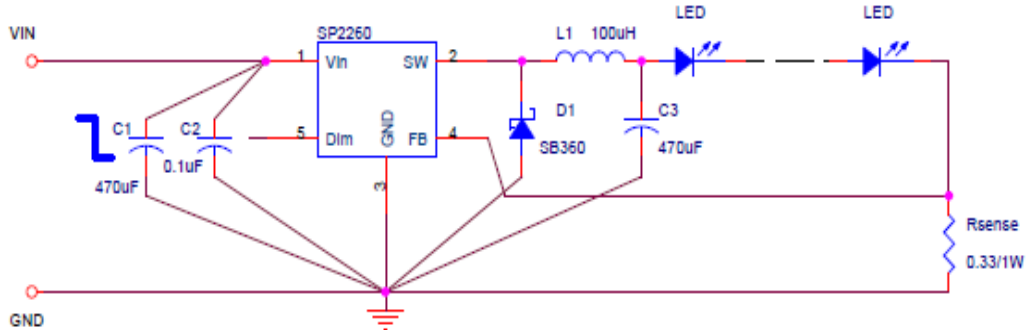 LED
LED
VIN
SP2260
L1 100uH
1
VIn
SW
2
C1
C2
5
DIm
GND
FB
4
D1
C3
0.1uF
SB360
470uF
470uF
3
Rsense
0.33/1W
GND